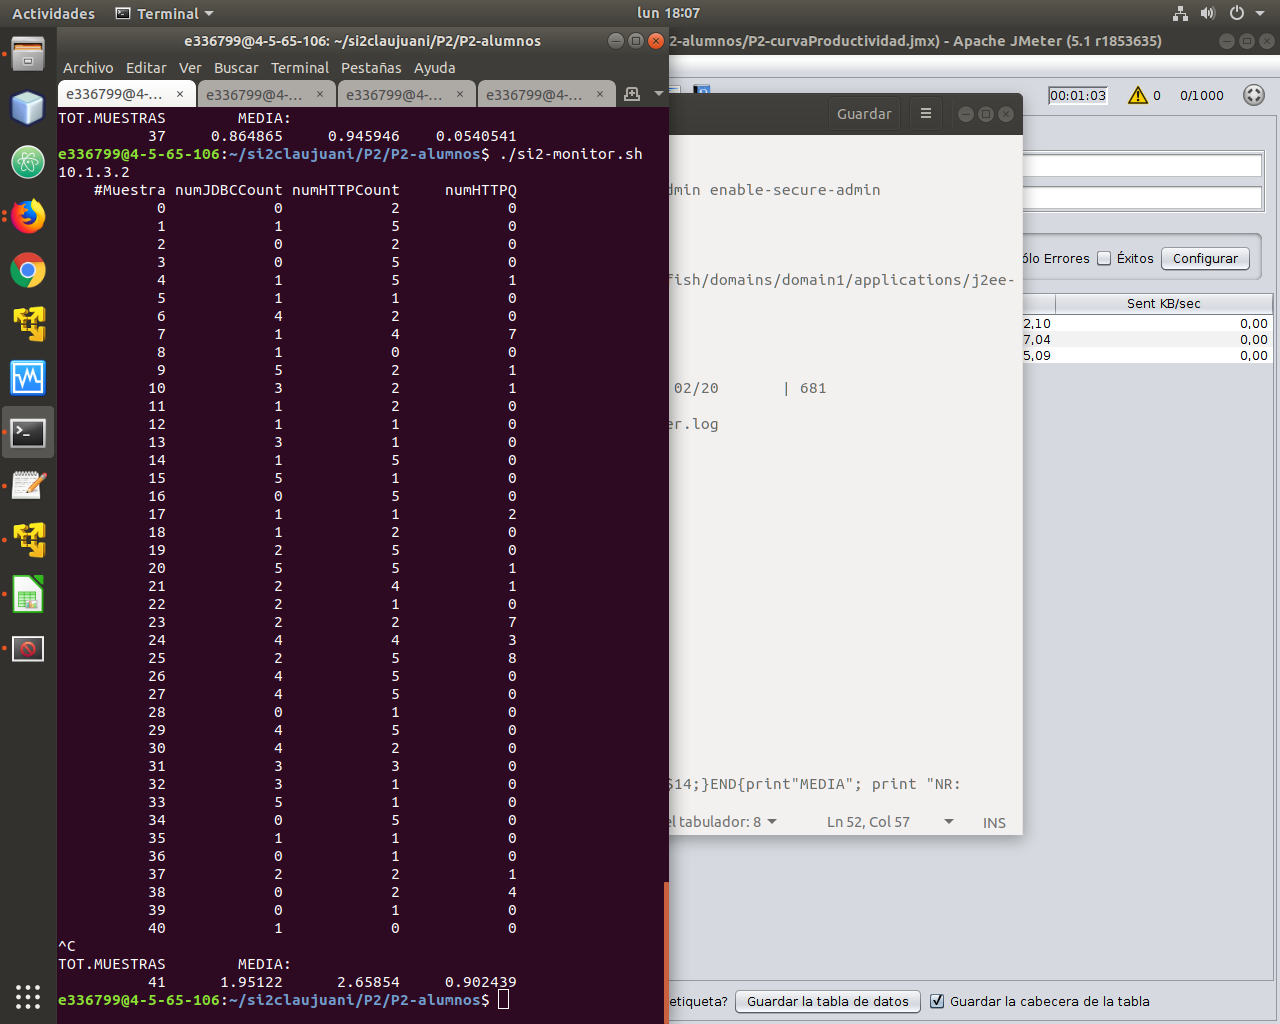 Actividades
Terminal
lun 18:07
e336799@4-5-65-106: ~/si2claujuani/P2/P2-alumnos
2-alumnos/P2-curvaProductividad.jmx) - Apache JMeter (5.1 r1853635)
Archivo Editar Ver Buscar Terminal Pestañas Ayuda
e336799@4-... × e336799@4-... × e336799@4-... × e336799@4-... ×
00:01:03 0 0/1000
Guardar
TOT.MUESTRAS MEDIA:
37 0.864865 0.945946 0.0540541
e336799@4-5-65-106:~/si2claujuani/P2/P2-alumnos$ ./si2-monitor.sh
10.1.3.2
#Muestra numJDBCCount numHTTPCount numHTTPQ
0 0 2 0
1 1 5 0
2 0 2 0
3 0 5 0
4 1 5 1
5 1 1 0
6 4 2 0
7 1 4 7
8 1 0 0
9 5 2 1
10 3 2 1
11 1 2 0
12 1 1 0
13 3 1 0
14 1 5 0
15 5 1 0
16 0 5 0
17 1 1 2
18 1 2 0
19 2 5 0
20 5 5 1
21 2 4 1
22 2 1 0
23 2 2 7
24 4 4 3
25 2 5 8
26 4 5 0
27 4 5 0
28 0 1 0
29 4 5 0
30 4 2 0
31 3 3 0
32 3 1 0
33 5 1 0
34 0 5 0
35 1 1 0
36 0 1 0
37 2 2 1
38 0 2 4
39 0 1 0
40 1 0 0
^C
TOT.MUESTRAS MEDIA:
41 1.95122 2.65854 0.902439
e336799@4-5-65-106:~/si2claujuani/P2/P2-alumnos$
dmin enable-secure-admin
fish/domains/domain1/applications/j2ee-
02/20 | 681
er.log
$14;}END{print"MEDIA"; print "NR:
el tabulador: 8 Ln 52, Col 57 INS
ólo Errores Éxitos Configurar
Sent KB/sec
2,10 0,00
7,04 0,00
5,09 0,00
etiqueta? Guardar la tabla de datos Guardar la cabecera de la tabla